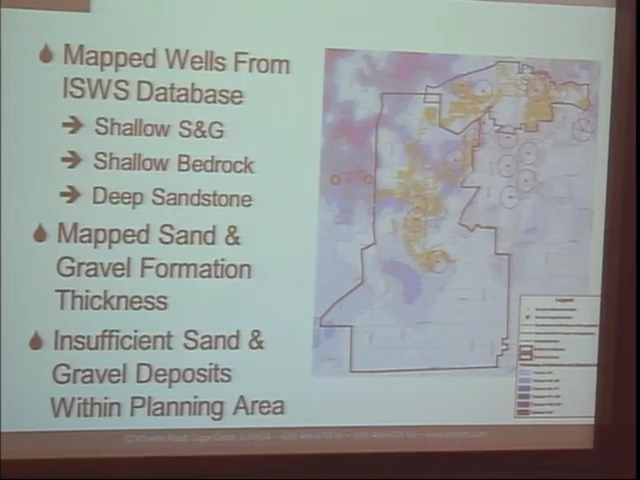 Mapped Wells From
ISWS Database
Shallow S&G
Shallow Bedrock
Deep Sandstone
Mapped Sand &
Gravel Formation
Thickness
Insufficient Sand &
Gravel Deposits
Within Planning Area
Legend